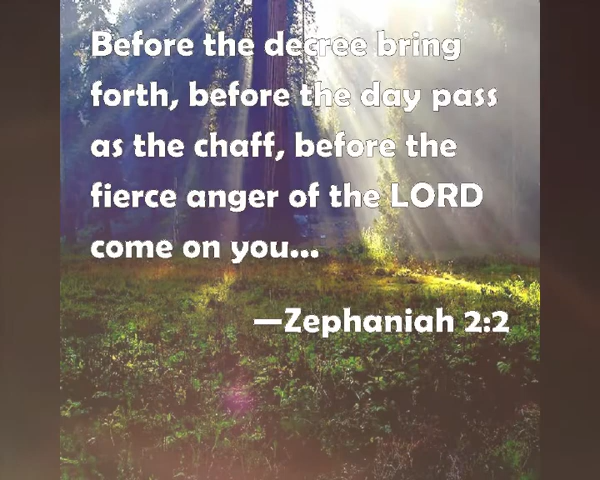 Before the decree bring
forth, before the day pass
as the chaff, before the
fierce anger of the LORD
come on you...
—Zephaniah 2:2